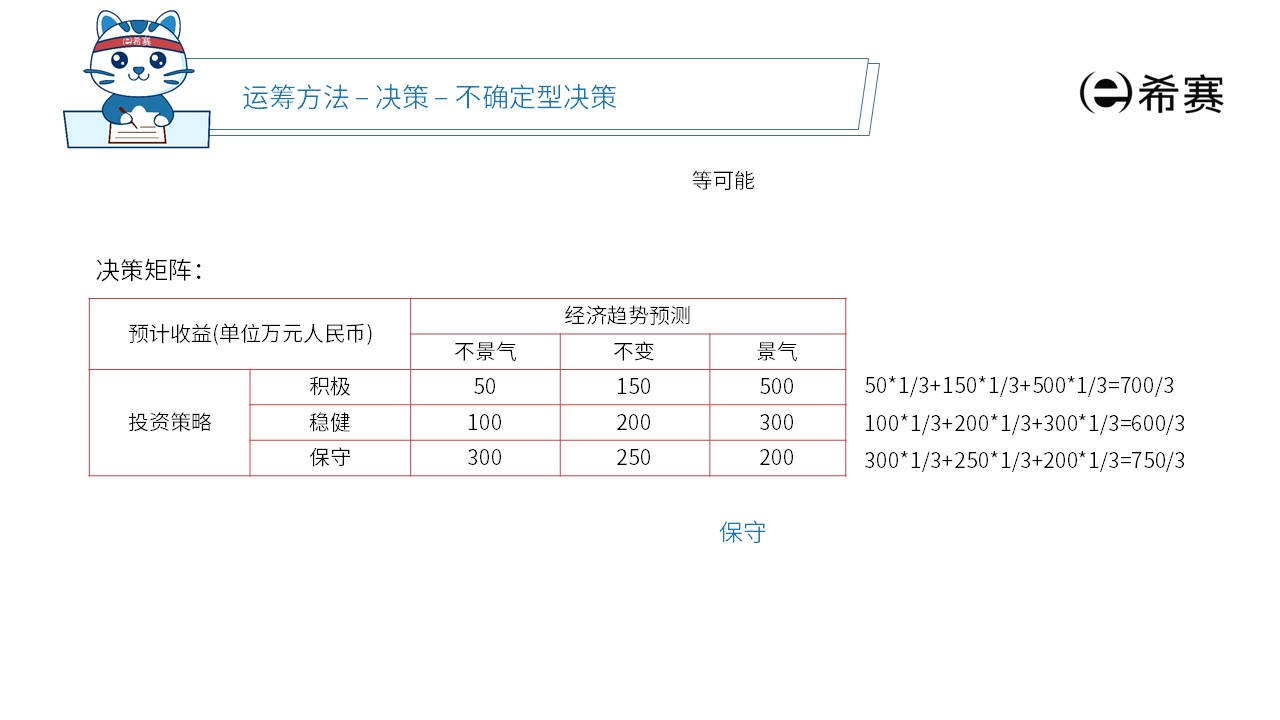 希赛
运筹方法 – 决策 – 不确定型决策
希赛
等可能
决策矩阵：
预计收益(单位万元人民币) 经济趋势预测
不景气 不变 景气
投资策略 积极 50 150 500 50*1/3+150*1/3+500*1/3=700/3
稳健 100 200 300 100*1/3+200*1/3+300*1/3=600/3
保守 300 250 200 300*1/3+250*1/3+200*1/3=750/3
保守